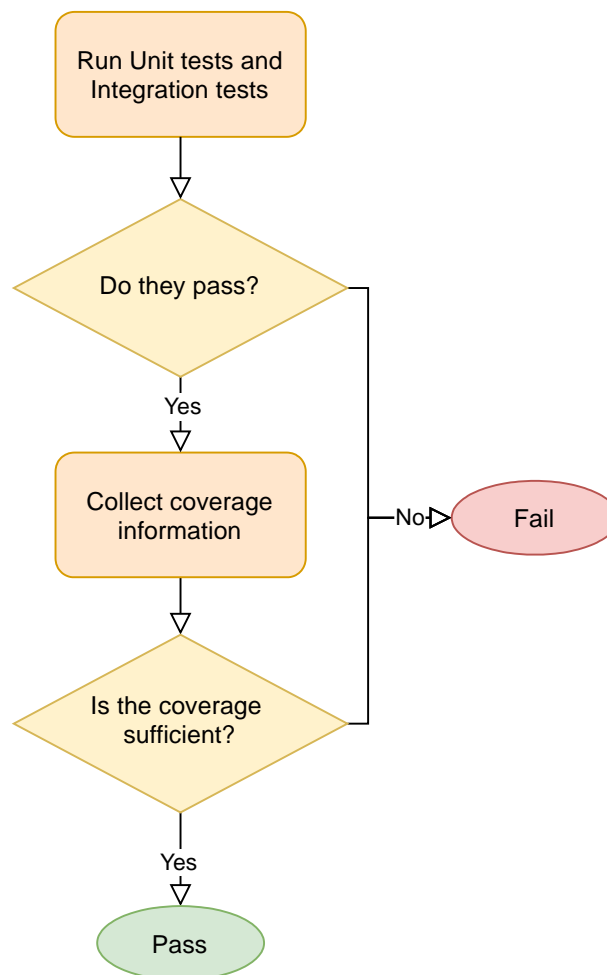 Run Unit tests and
Integration tests
Do they pass?
Yes
Collect coverage
information
No
Fail
Is the coverage
sufficient?
Yes
Pass